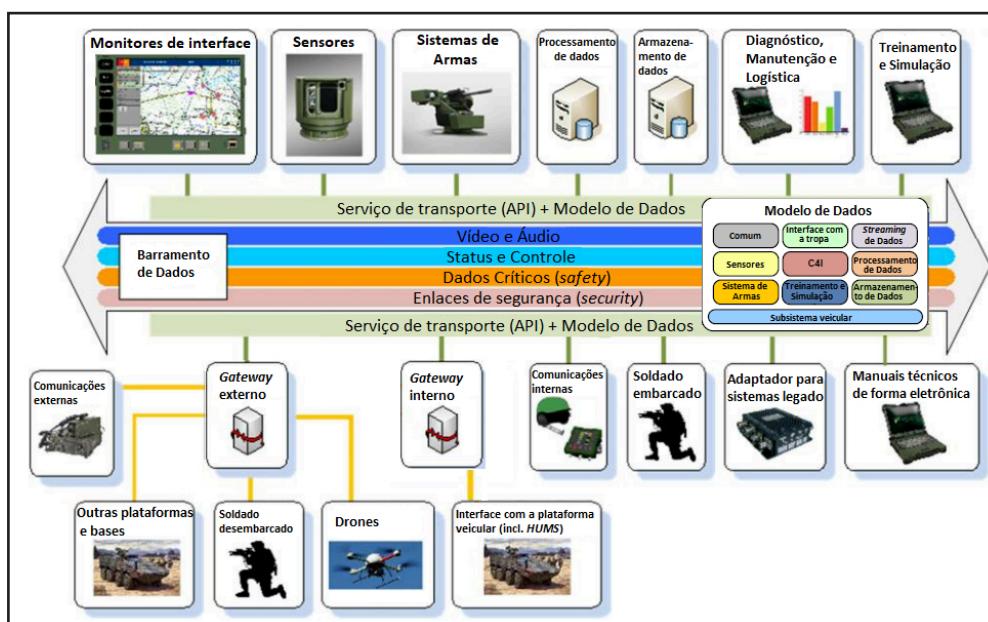 Monitores de interface
Sensores
Sistemas de
Armas
Processamento
de dados
Armazena-
mento de
dados
Diagnóstico,
Manutenção e
Logística
Treinamento
e Simulação
Serviço de transporte (API) + Modelo de Dados
Vídeo e Áudio
Status e Controle
Dados Críticos (safety)
Enlaces de segurança (security)
Serviço de transporte (API) + Modelo de Dados
Barramento
de Dados
Modelo de Dados
Comum
Interface com
a tropa
Streaming
de Dados
Sensores
C4I
Processamento
de Dados
Sistema de
Armas
Treinamento e
Simulação
Armazenamen-
to de Dados
Subsistema veicular
Comunicações
externas
Gateway
externo
Gateway
interno
Comunicações
internas
Soldado
embarcado
Adaptador para
sistemas legado
Manuais técnicos
de forma eletrônica
Outras plataformas
e bases
Soldado
desembarcado
Drones
Interface com a plataforma
veicular (incl. HUMS)